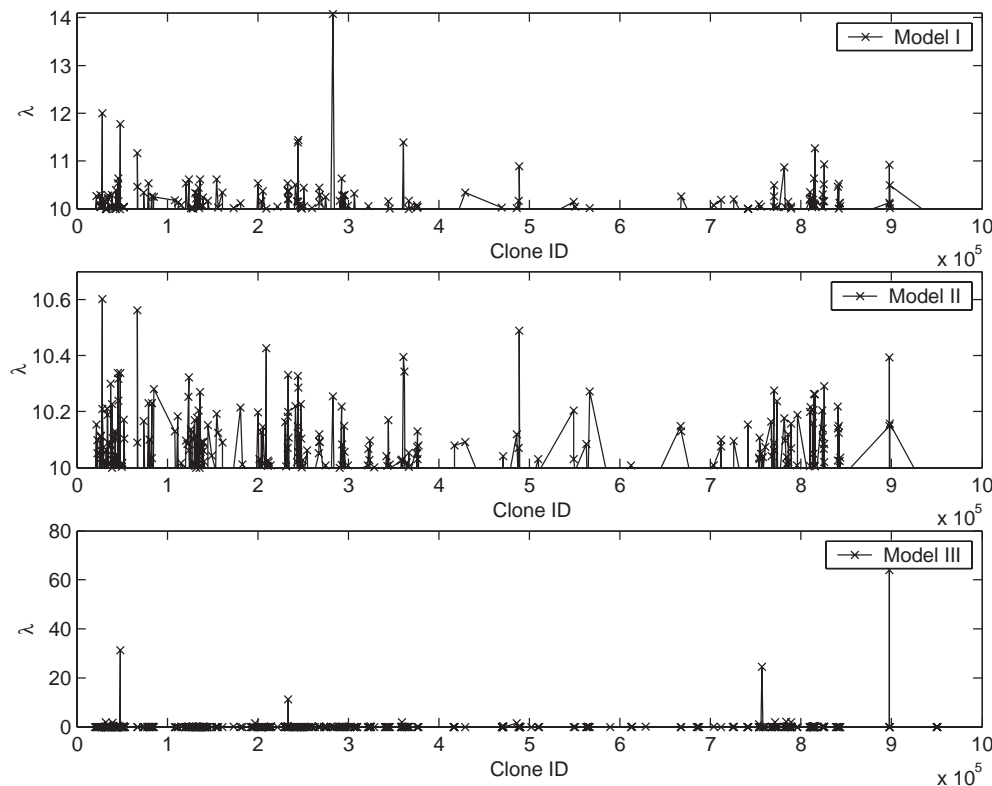 14
13
12
11
10
λ
Model I
0 1 2 3 4 5 6 7 8 9 10
Clone ID
x 10^5
10.6
10.4
10.2
10
λ
Model II
0 1 2 3 4 5 6 7 8 9 10
Clone ID
x 10^5
80
60
40
20
0
λ
Model III
0 1 2 3 4 5 6 7 8 9 10
Clone ID
x 10^5